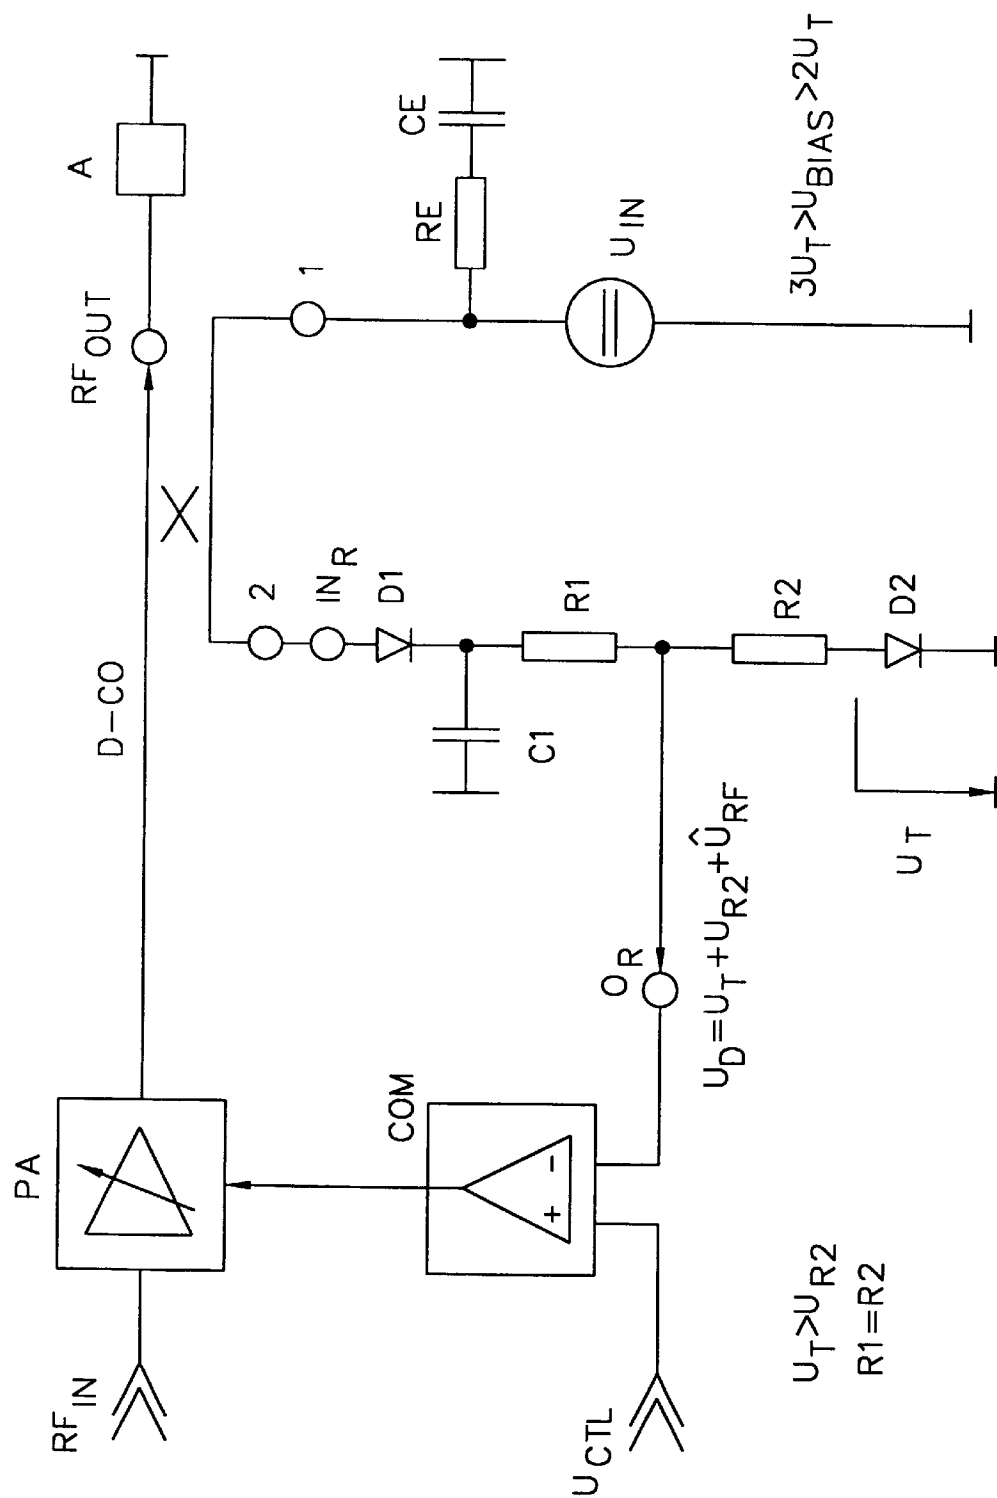 RF_IN
PA
D-CO
RF_OUT
A
2
IN_R
D1
1
RE
CE
U_IN
C1
R1
R2
D2
COM
+
-
O_R
U_D=U_T+U_R2+Û_RF
U_T
U_CTL
U_T>U_R2
R1=R2
3U_T>U_BIAS>2U_T